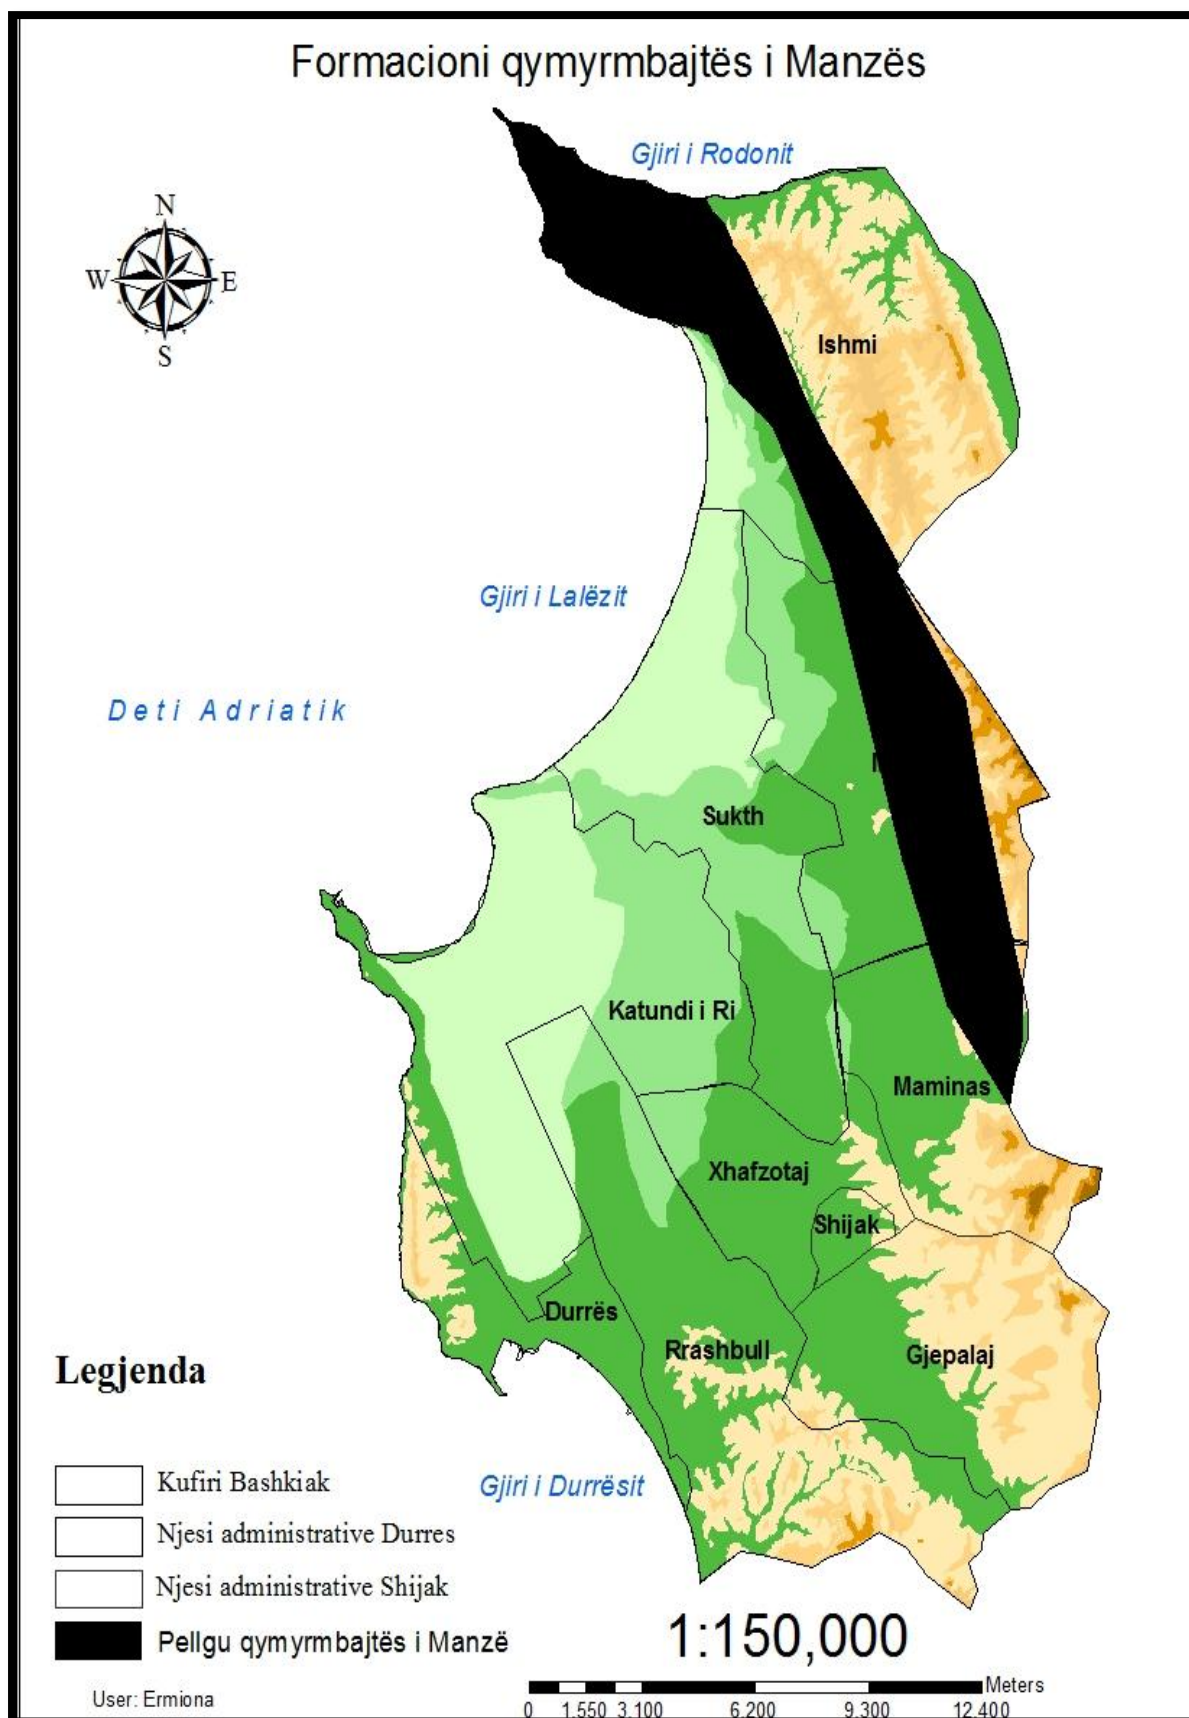 Formacioni qymyrmbajtës i Manzës
Gjiri i Rodonit
N
W
E
S
Ishmi
Gjiri i Lalëzit
Deti Adriatik
Sukth
Katundi i Ri
Maminas
Xhafzotaj
Shijak
Durrës
Rrashbull
Gjepalaj
Gjiri i Durrësit
Legjenda
Kufiri Bashkiak
Njesi administrative Durres
Njesi administrative Shijak
Pellgu qymyrmbajtës i Manzë
1:150,000
Meters
0 1.550 3.100 6.200 9.300 12.400
User: Ermiona